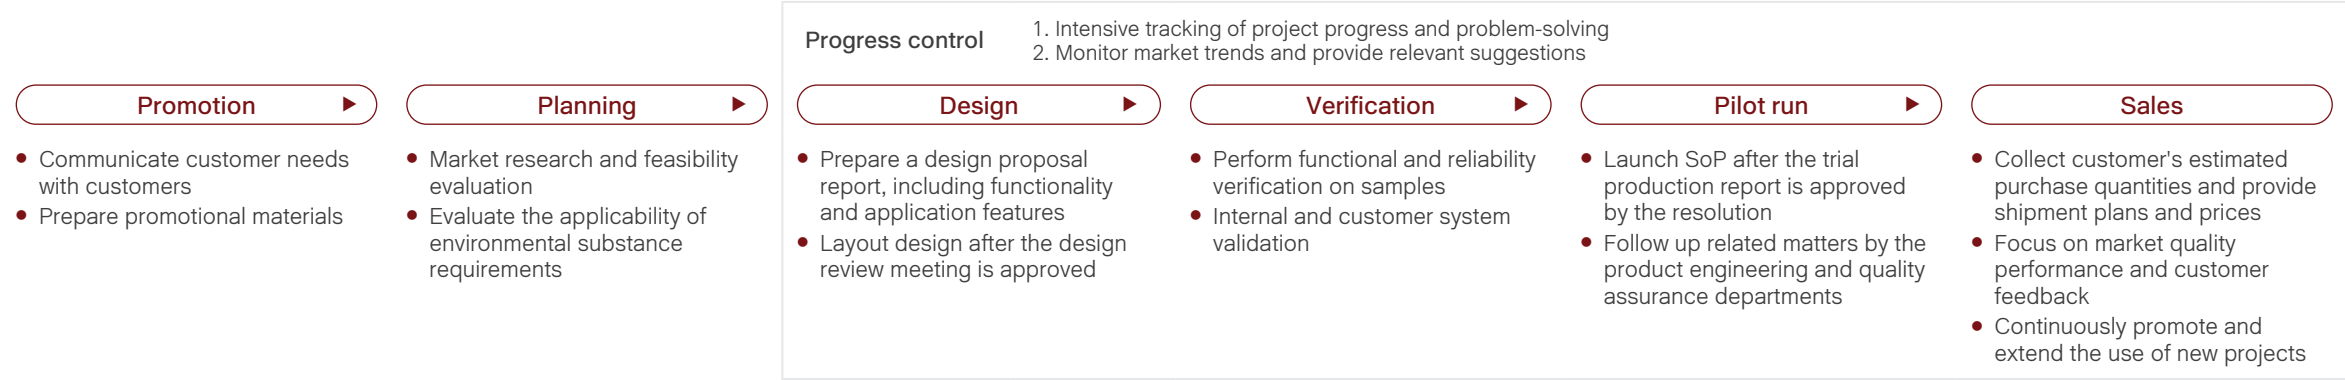 Progress control
1. Intensive tracking of project progress and problem-solving
2. Monitor market trends and provide relevant suggestions
Promotion
Communicate customer needs
with customers
Prepare promotional materials
Planning
Market research and feasibility
evaluation
Evaluate the applicability of
environmental substance
requirements
Design
Prepare a design proposal
report, including functionality
and application features
Layout design after the design
review meeting is approved
Verification
Perform functional and reliability
verification on samples
Internal and customer system
validation
Pilot run
Launch SoP after the trial
production report is approved
by the resolution
Follow up related matters by the
product engineering and quality
assurance departments
Sales
Collect customer's estimated
purchase quantities and provide
shipment plans and prices
Focus on market quality
performance and customer
feedback
Continuously promote and
extend the use of new projects